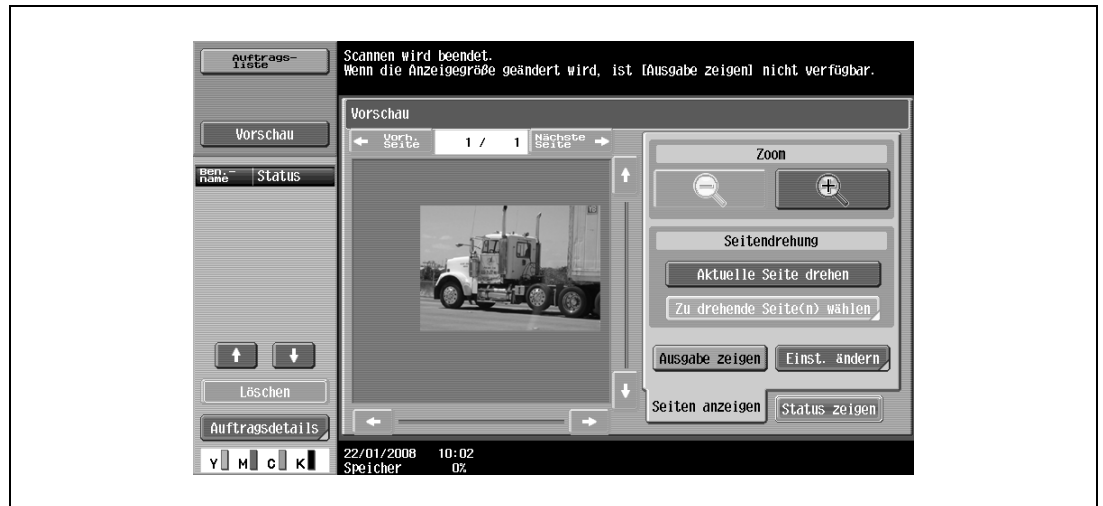 Auftrags-
liste
Scannen wird beendet.
Wenn die Anzeigegröße geändert wird, ist [Ausgabe zeigen] nicht verfügbar.
Vorschau
Vorschau
Vorh.
Seite
1 / 1
Nächste
Seite
Ben.-
name
Status
Zoom
Seitendrehung
Aktuelle Seite drehen
Zu drehende Seite(n) wählen
Ausgabe zeigen
Einst. ändern
Löschen
Seiten anzeigen
Status zeigen
Auftragsdetails
Y M C K
22/01/2008 10:02
Speicher 0%